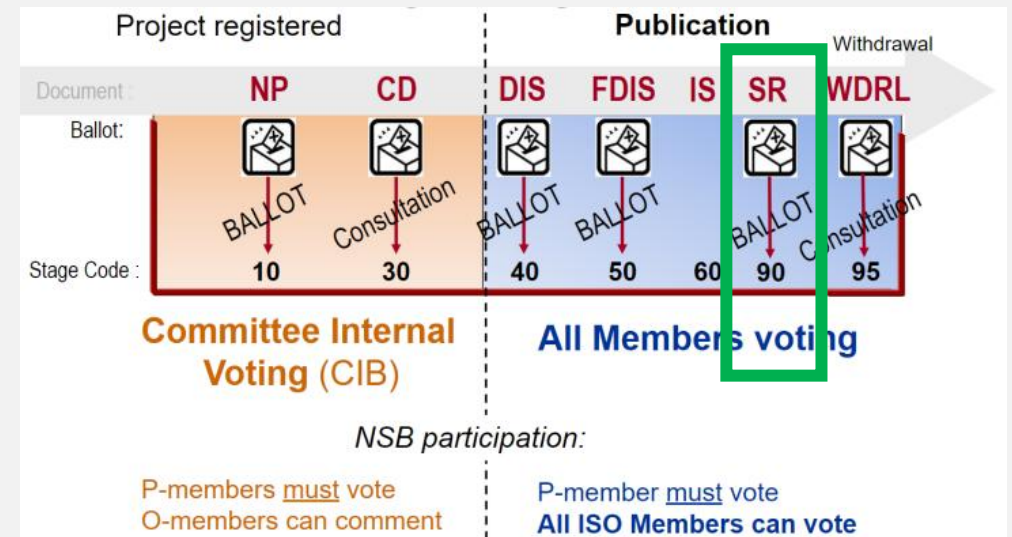 Project registered
Publication
Withdrawal
Document :
NP CD DIS FDIS IS SR WDRL
Ballot:
BALLOT Consultation BALLOT BALLOT BALLOT Consultation
Stage Code :
10 30 40 50 60 90 95
Committee Internal
Voting (CIB)
All Members voting
NSB participation:
P-members must vote
O-members can comment
P-member must vote
All ISO Members can vote